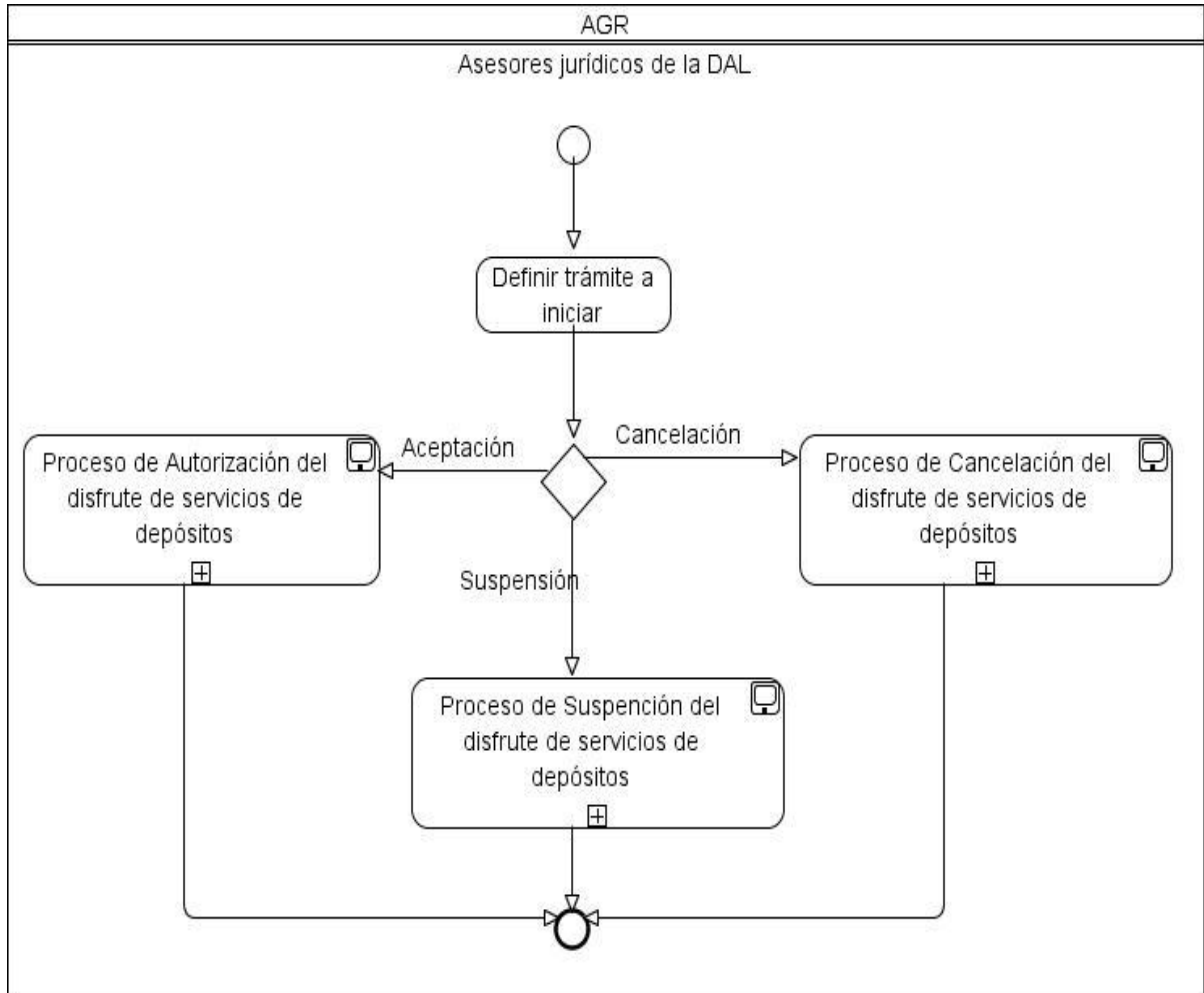 AGR
Asesores jurídicos de la DAL
Definir trámite a
iniciar
Aceptación
Cancelación
Proceso de Autorización del
disfrute de servicios de
depósitos
Proceso de Cancelación del
disfrute de servicios de
depósitos
Suspensión
Proceso de Suspención del
disfrute de servicios de
depósitos